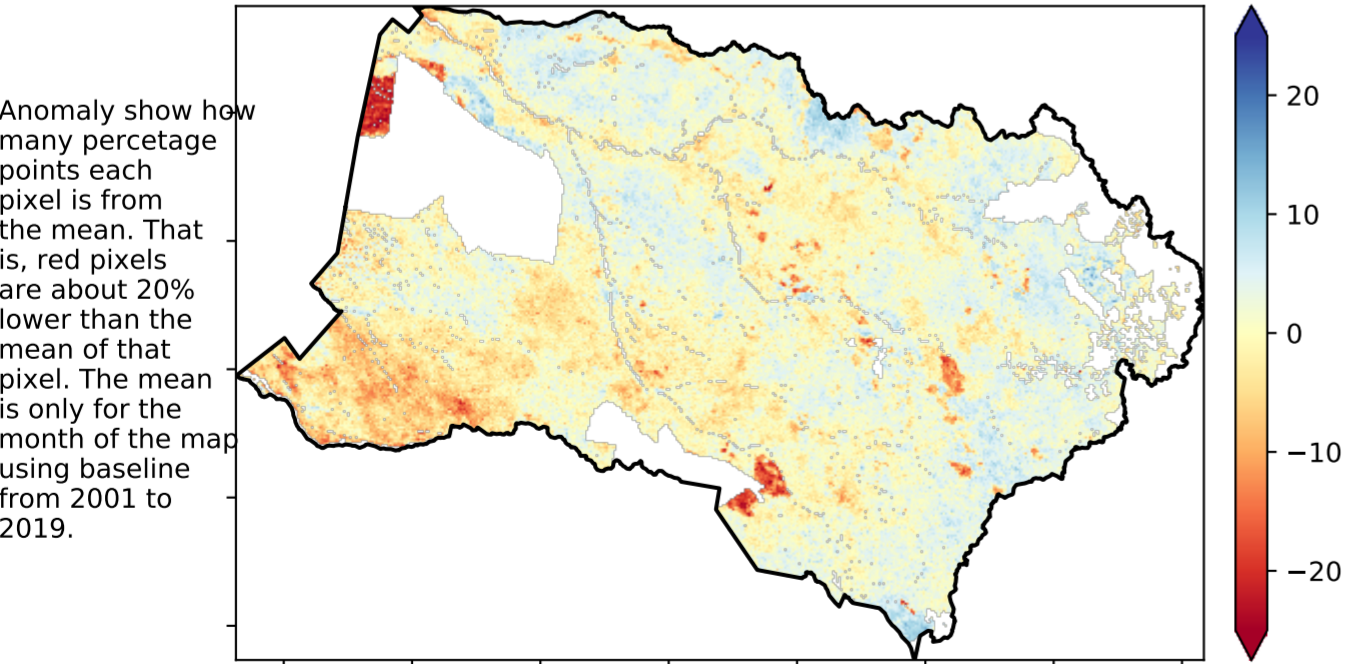 Anomaly show how
many percetage
points each
pixel is from
the mean. That
is, red pixels
are about 20%
lower than the
mean of that
pixel. The mean
is only for the
month of the map
using baseline
from 2001 to
2019.
20
10
0
−10
−20